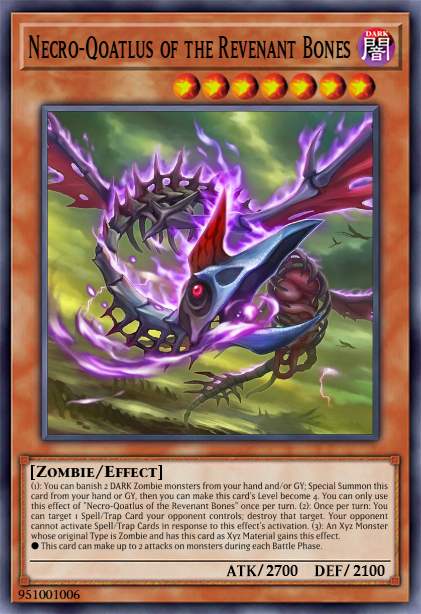 Necro-Qoatlus of the Revenant Bones
DARK
闇
[Zombie/Effect]
(1): You can banish 2 DARK Zombie monsters from your hand and/or GY; Special Summon this
card from your hand or GY, then you can make this card's Level become 4. You can only use
this effect of "Necro-Qoatlus of the Revenant Bones" once per turn. (2): Once per turn: You
can target 1 Spell/Trap Card your opponent controls; destroy that target. Your opponent
cannot activate Spell/Trap Cards in response to this effect's activation. (3): An Xyz Monster
whose original Type is Zombie and has this card as Xyz Material gains this effect.
● This card can make up to 2 attacks on monsters during each Battle Phase.
ATK/2700 DEF/2100
951001006